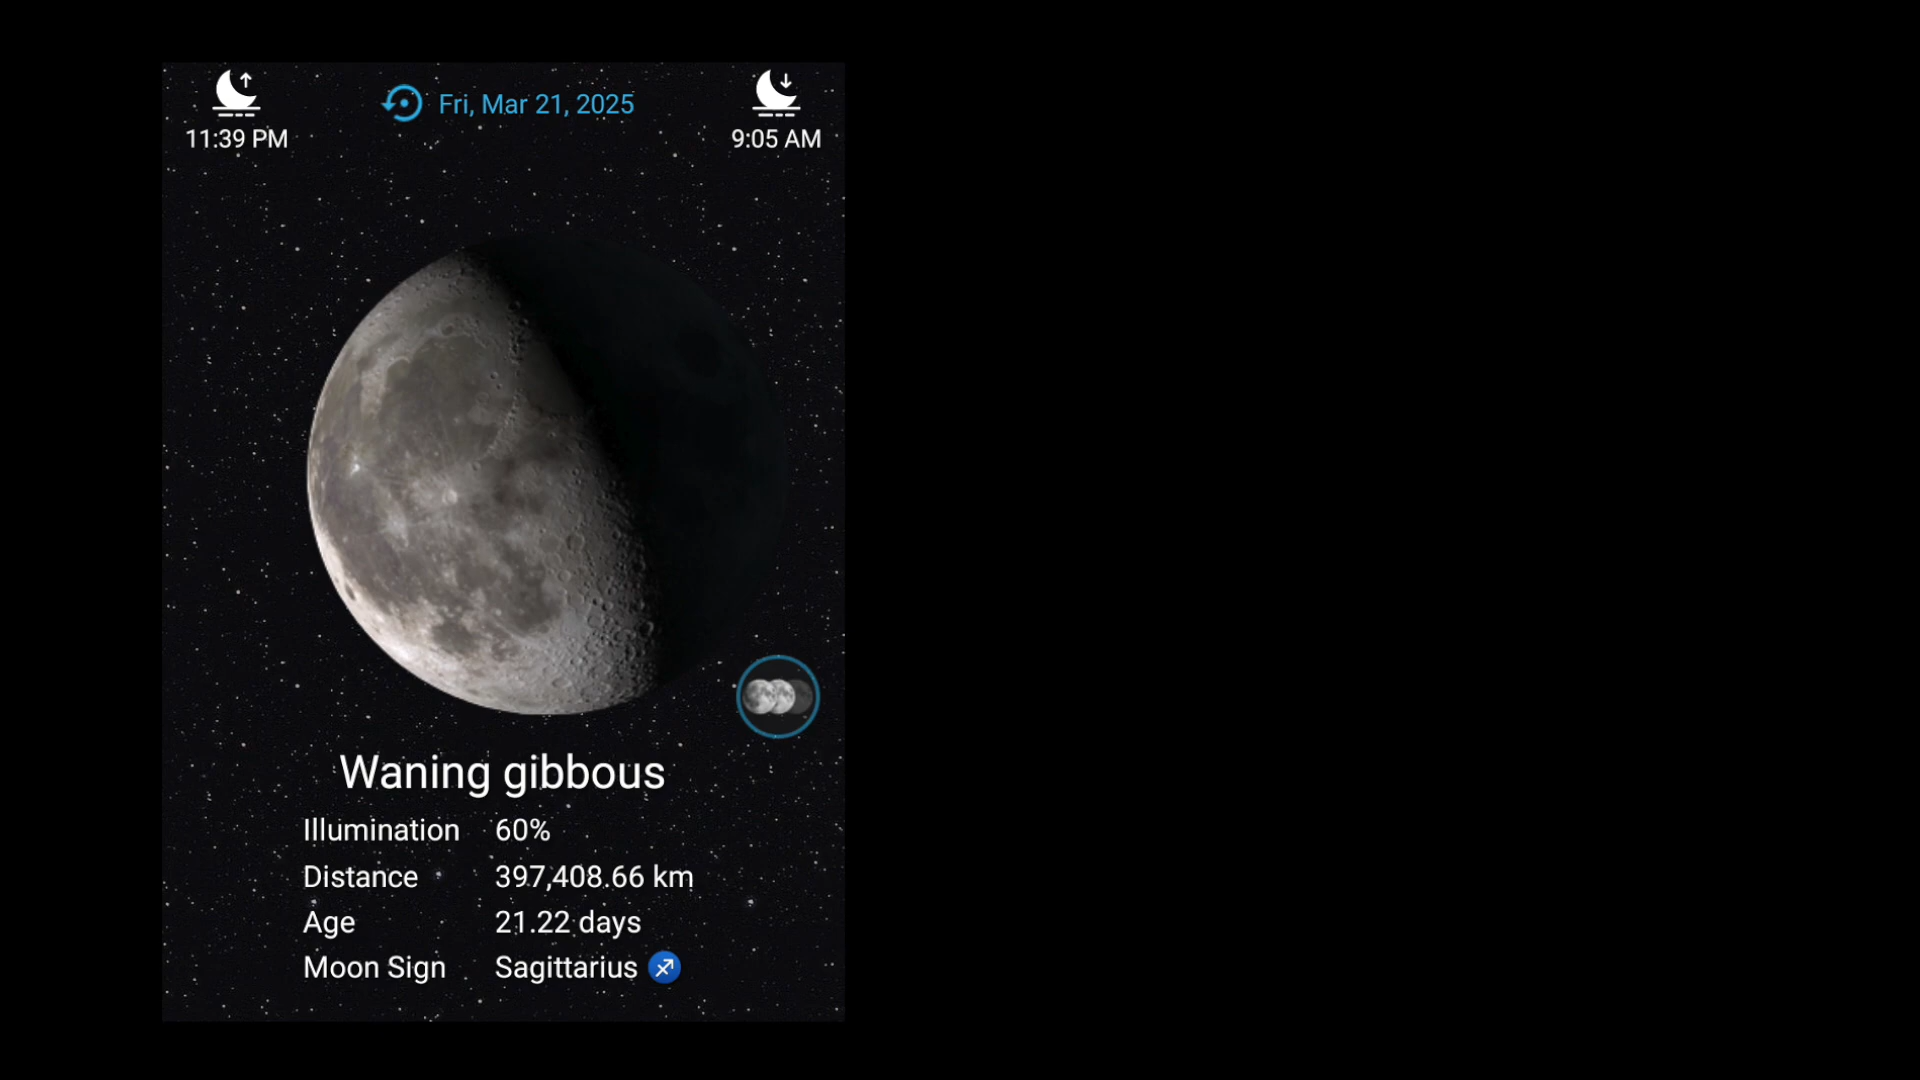 11:39 PM
Fri, Mar 21, 2025
9:05 AM
Waning gibbous
Illumination 60%
Distance 397,408.66 km
Age 21.22 days
Moon Sign Sagittarius ♐